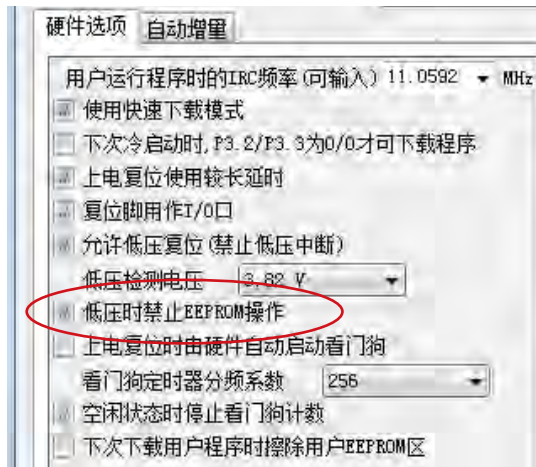 硬件选项 自动增量
用户运行程序时的IRC频率(可输入) 11.0592 MHz
使用快速下载模式
下次冷启动时,P3.2/P3.3为0/0才可下载程序
上电复位使用较长延时
复位脚用作I/O口
允许低压复位(禁止低压中断)
低压检测电压 3.82 V
低压时禁止EEPROM操作
上电复位时由硬件自动启动看门狗
看门狗定时器分频系数 256
空闲状态时停止看门狗计数
下次下载用户程序时擦除用户EEPROM区